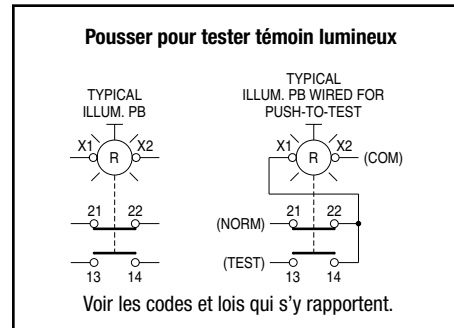 Pousser pour tester témoin lumineux
TYPICAL
ILLUM. PB
X1 R X2
21 22
13 14
TYPICAL
ILLUM. PB WIRED FOR
PUSH-TO-TEST
X1 R X2 (COM)
(NORM) 21 22
(TEST) 13 14
Voir les codes et lois qui s'y rapportent.